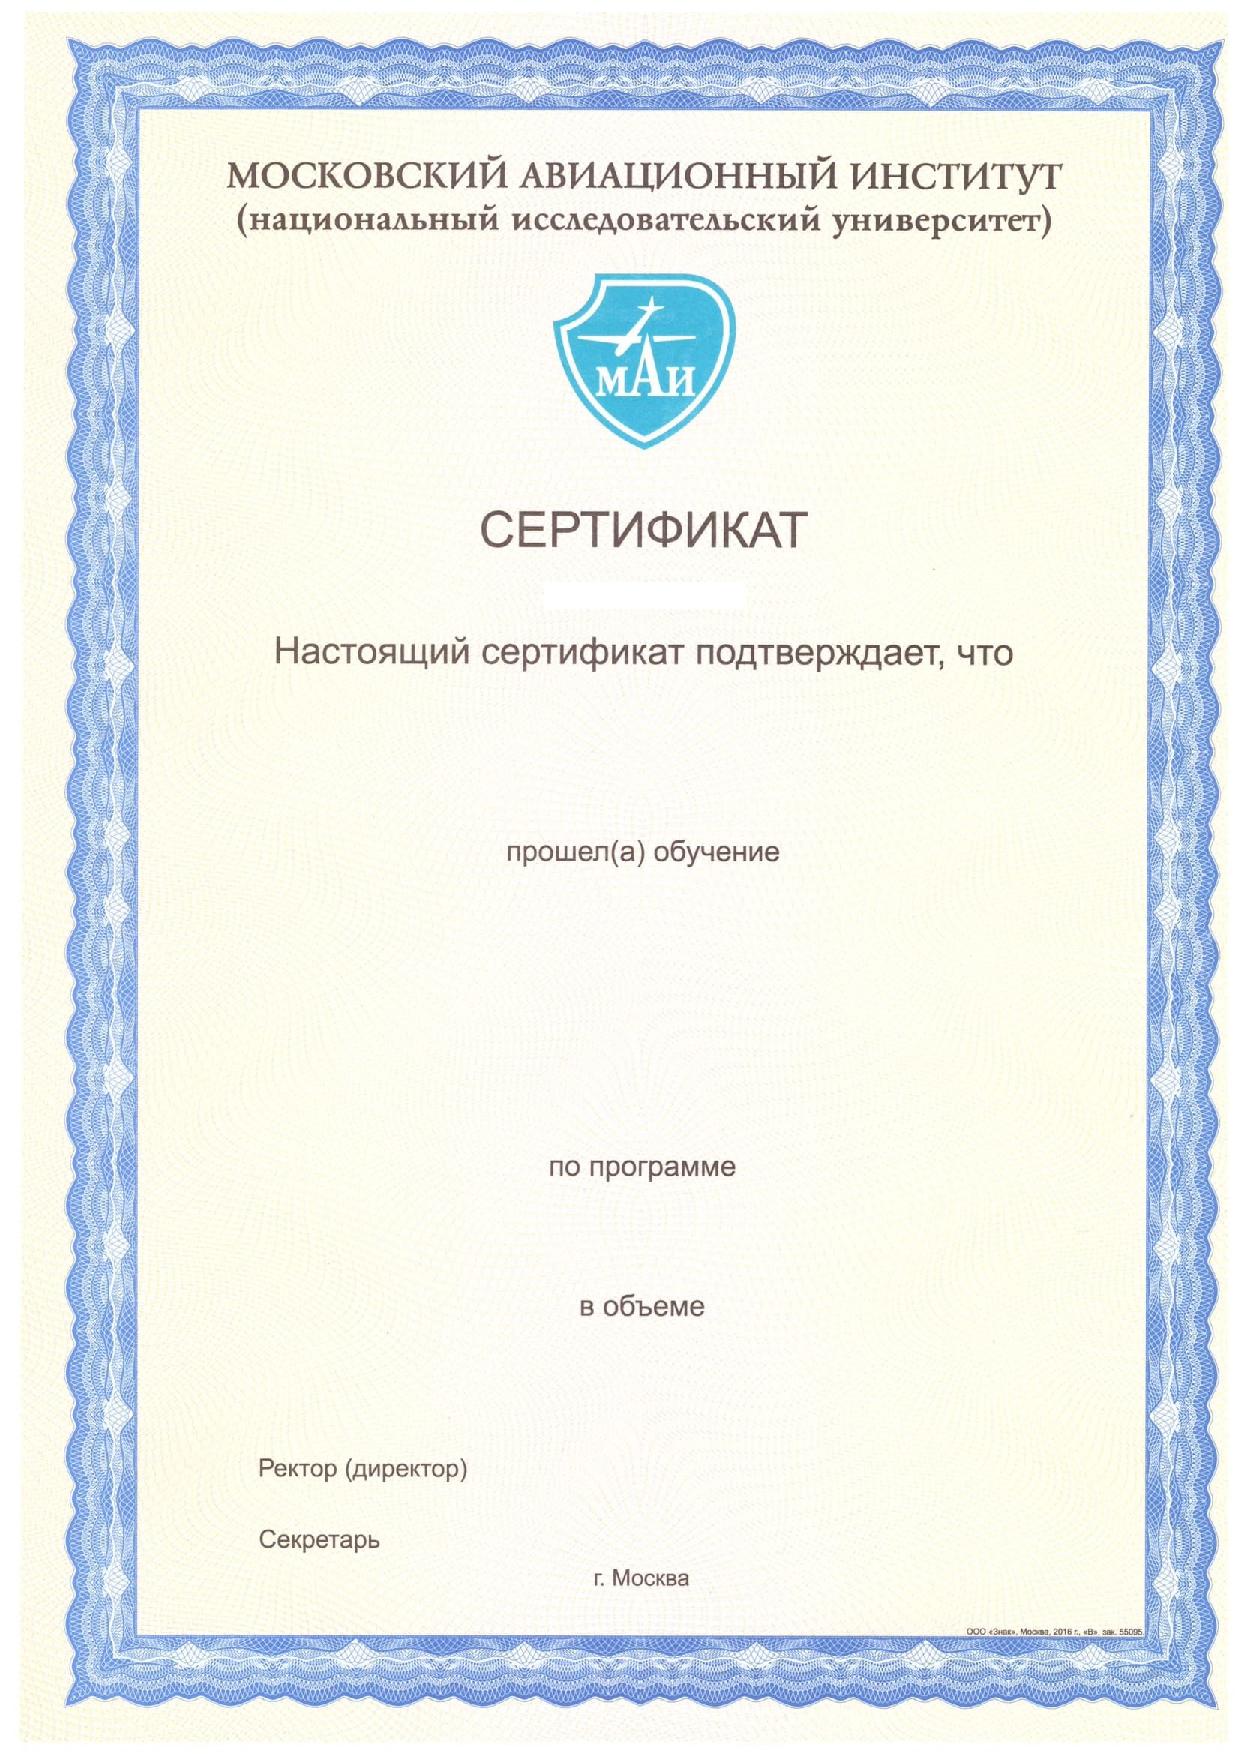 МОСКОВСКИЙ АВИАЦИОННЫЙ ИНСТИТУТ
(национальный исследовательский университет)
МАИ
СЕРТИФИКАТ
Настоящий сертификат подтверждает, что
прошел(а) обучение
по программе
в объеме
Ректор (директор)
Секретарь
г. Москва
ООО «Знак», Москва, 2016 г., «В», зак. 55095.